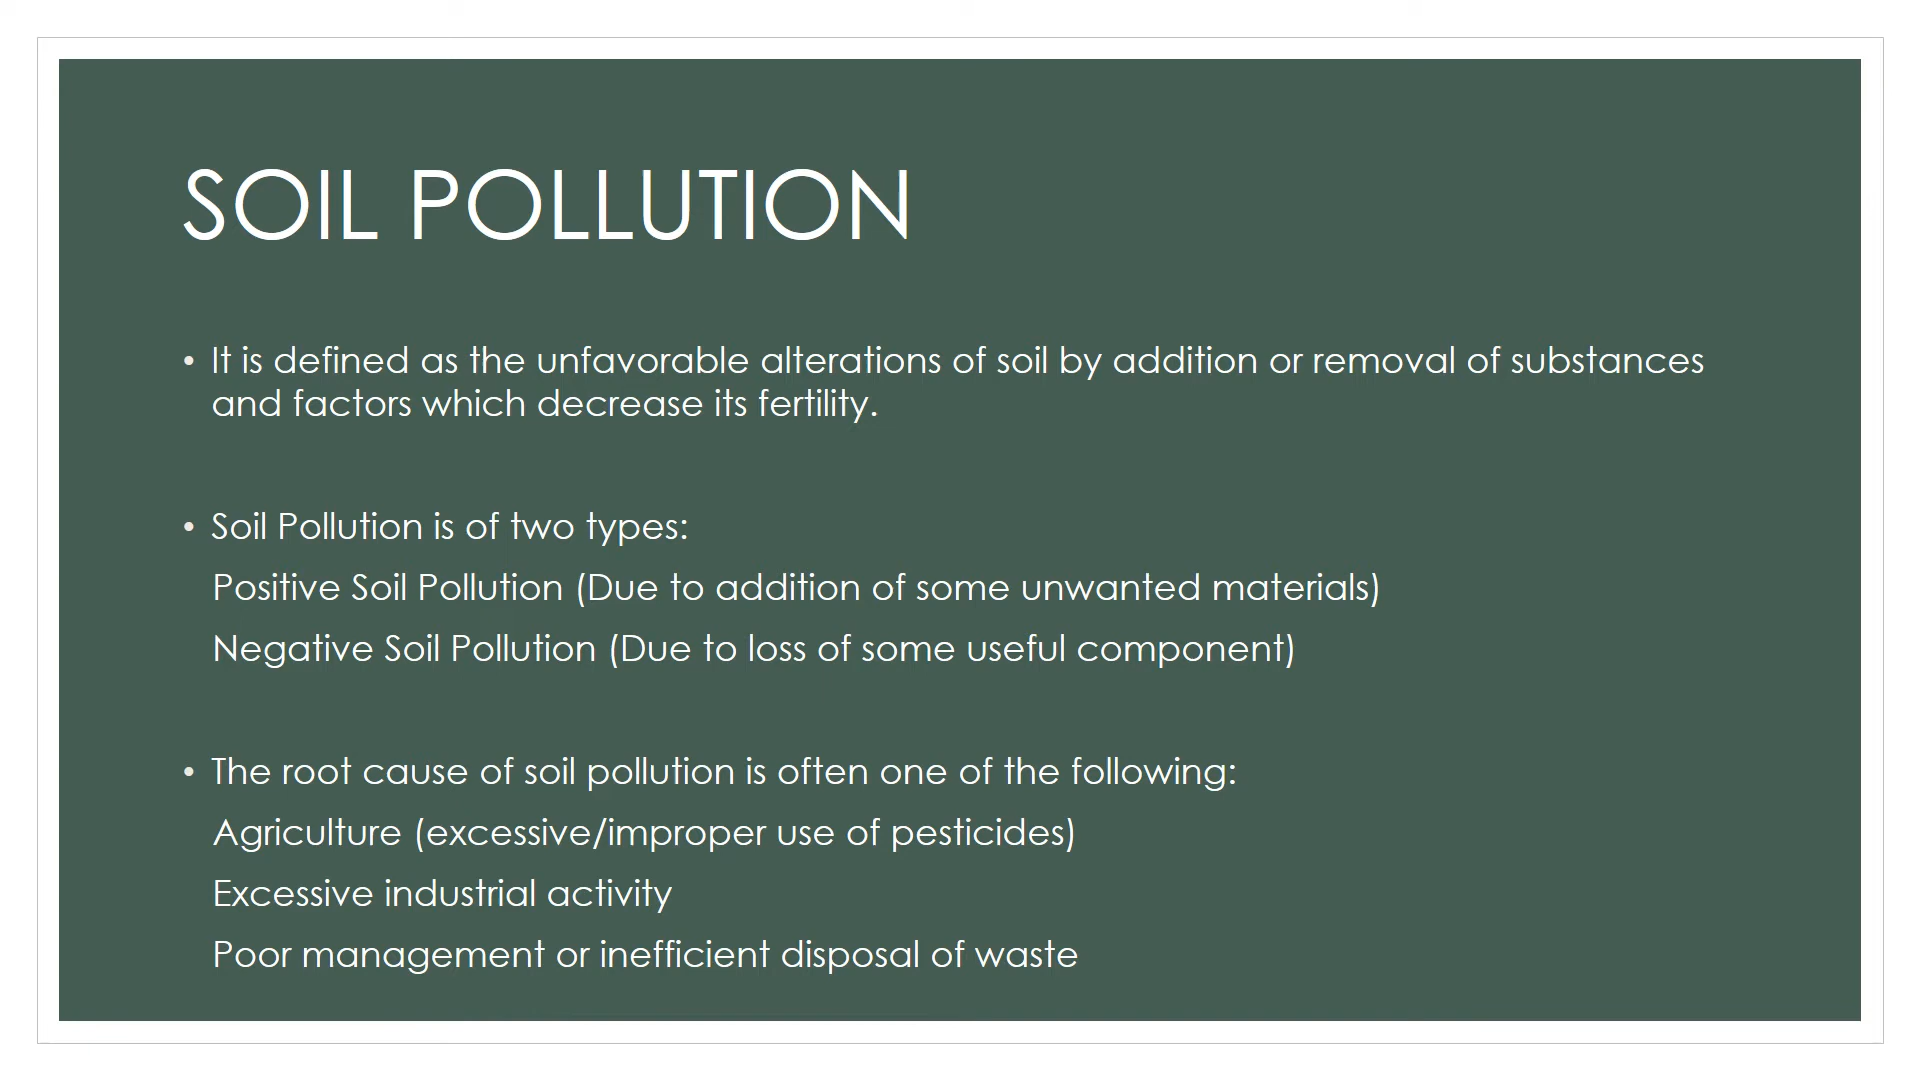 SOIL POLLUTION
• It is defined as the unfavorable alterations of soil by addition or removal of substances
and factors which decrease its fertility.
• Soil Pollution is of two types:
Positive Soil Pollution (Due to addition of some unwanted materials)
Negative Soil Pollution (Due to loss of some useful component)
• The root cause of soil pollution is often one of the following:
Agriculture (excessive/improper use of pesticides)
Excessive industrial activity
Poor management or inefficient disposal of waste